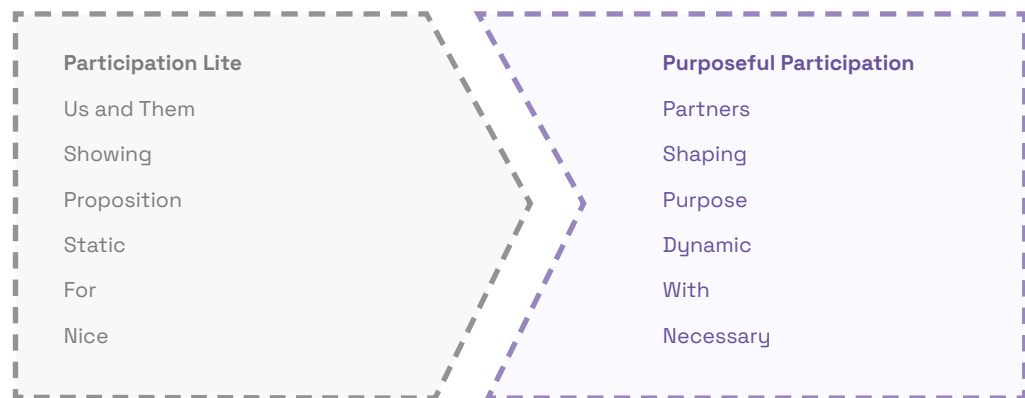 Participation Lite
Us and Them
Showing
Proposition
Static
For
Nice
Purposeful Participation
Partners
Shaping
Purpose
Dynamic
With
Necessary